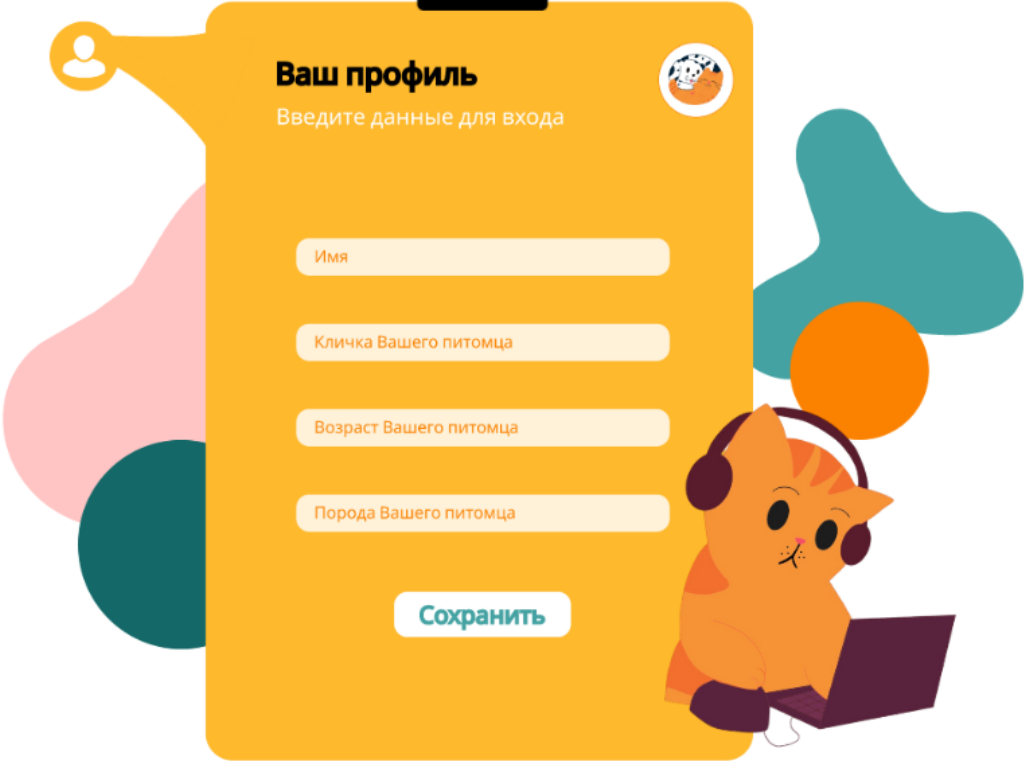 Ваш профиль
Введите данные для входа
Имя
Кличка Вашего питомца
Возраст Вашего питомца
Порода Вашего питомца
Сохранить